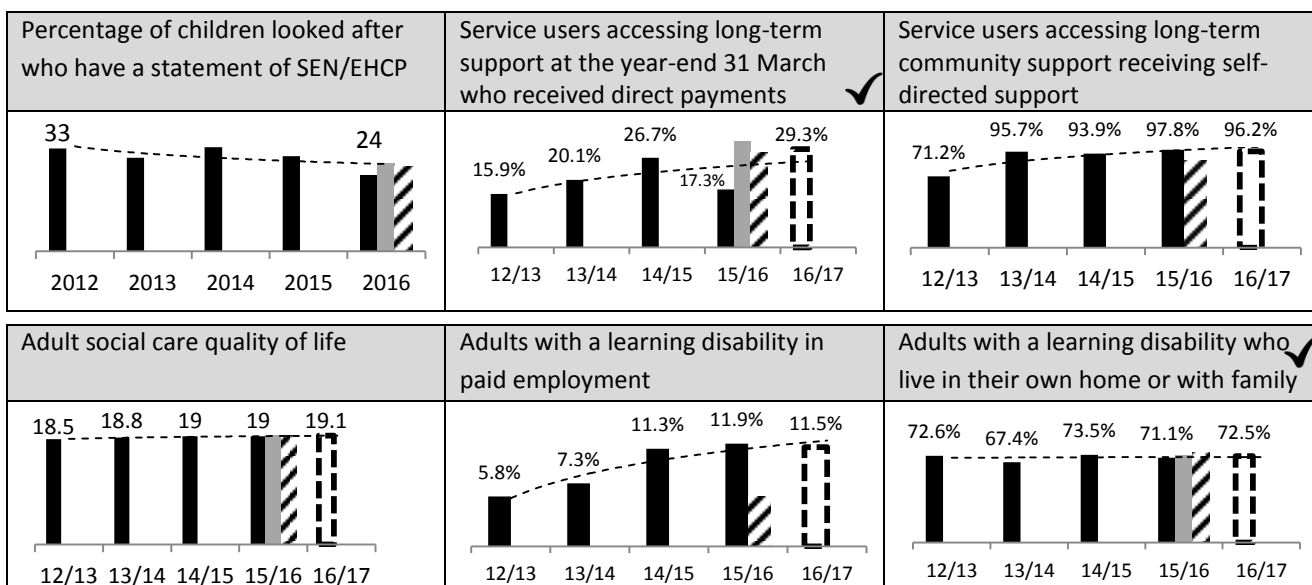 Percentage of children looked after
who have a statement of SEN/EHCP
33
24
2012 2013 2014 2015 2016
Service users accessing long-term
support at the year-end 31 March
who received direct payments
15.9% 20.1% 26.7% 17.3% 29.3%
12/13 13/14 14/15 15/16 16/17
Service users accessing long-term
community support receiving self-
directed support
71.2% 95.7% 93.9% 97.8% 96.2%
12/13 13/14 14/15 15/16 16/17
Adult social care quality of life
18.5 18.8 19 19 19.1
12/13 13/14 14/15 15/16 16/17
Adults with a learning disability in
paid employment
5.8% 7.3% 11.3% 11.9% 11.5%
12/13 13/14 14/15 15/16 16/17
Adults with a learning disability who
live in their own home or with family
72.6% 67.4% 73.5% 71.1% 72.5%
12/13 13/14 14/15 15/16 16/17